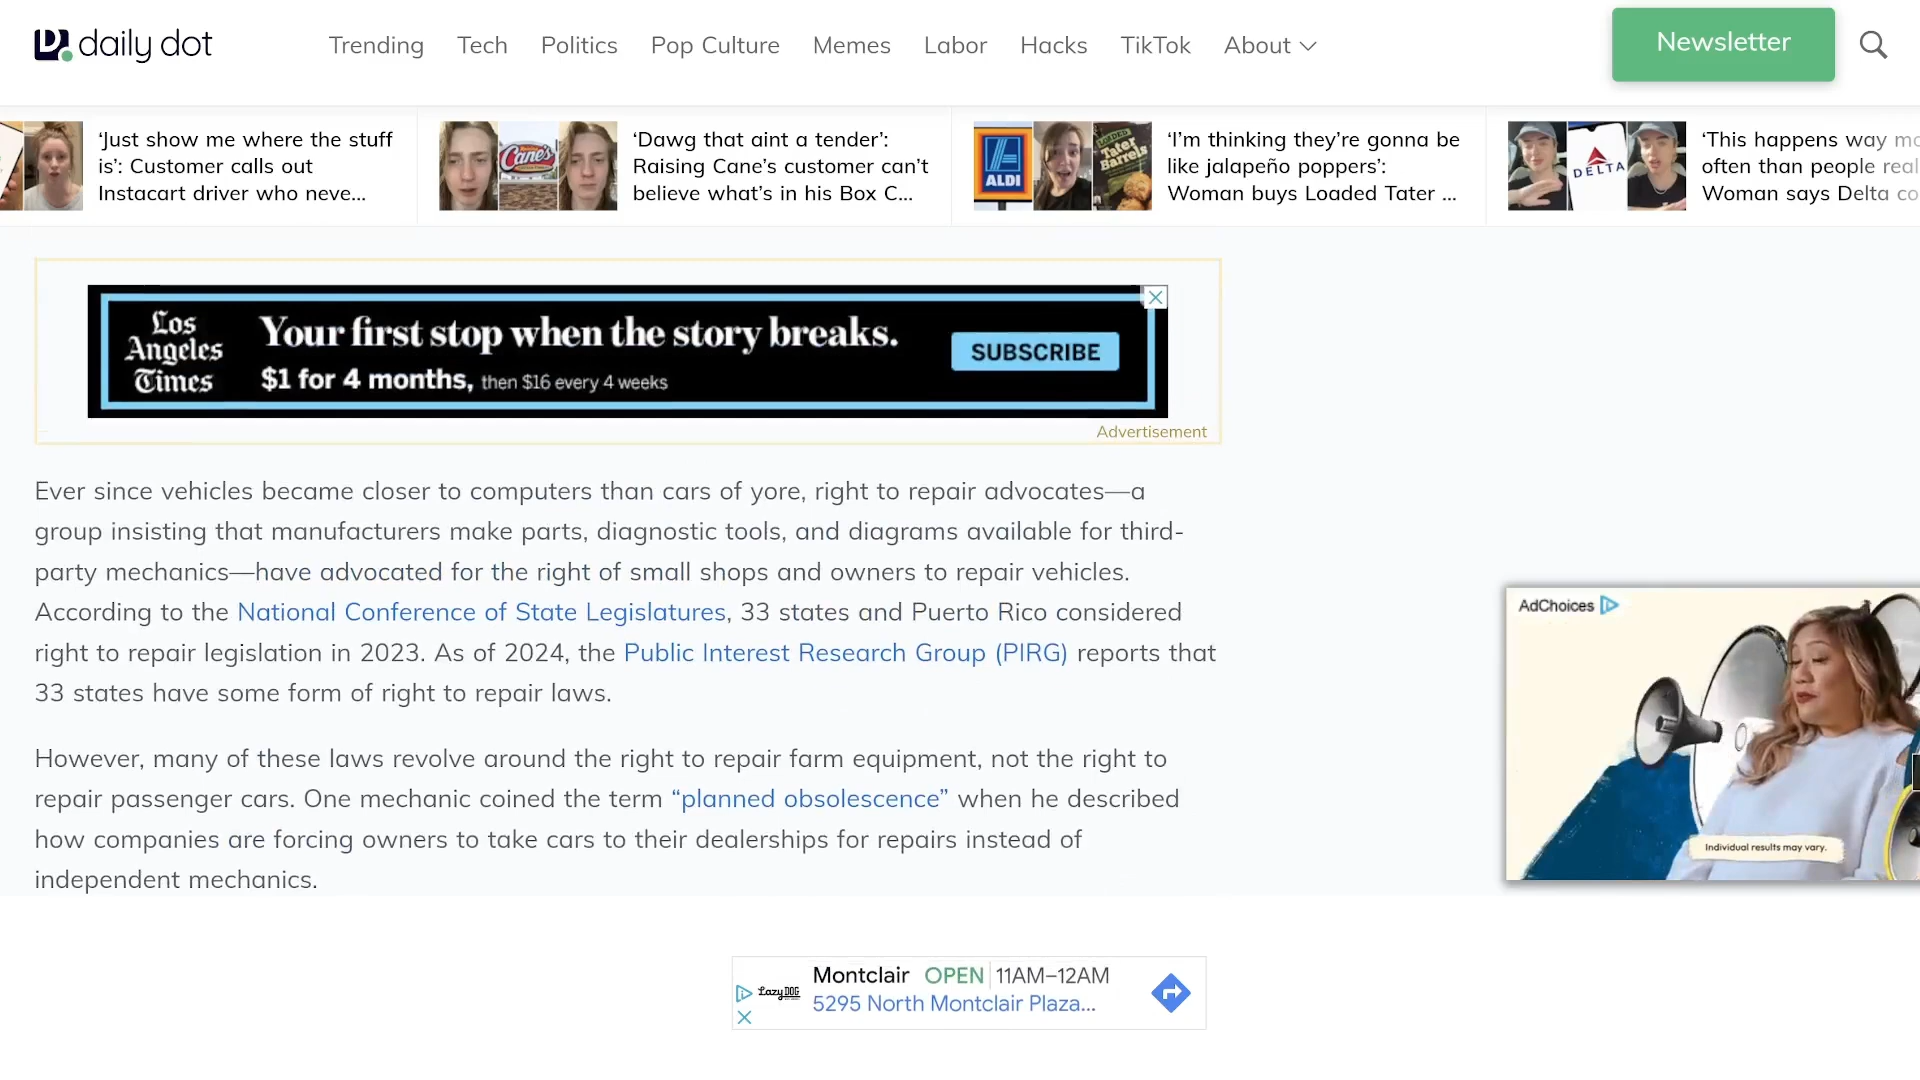 daily dot
Trending
Tech
Politics
Pop Culture
Memes
Labor
Hacks
TikTok
About
Newsletter
‘Just show me where the stuff
is’: Customer calls out
Instacart driver who neve...
Cane's
‘Dawg that aint a tender’:
Raising Cane’s customer can’t
believe what’s in his Box C...
ALDI
LOADED
Tater
Barrels
‘I’m thinking they’re gonna be
like jalapeño poppers’:
Woman buys Loaded Tater ...
DELTA
‘This happens way mo
often than people real
Woman says Delta co
Los
Angeles
Times
Your first stop when the story breaks.
$1 for 4 months, then $16 every 4 weeks
SUBSCRIBE
Advertisement
Ever since vehicles became closer to computers than cars of yore, right to repair advocates—a
group insisting that manufacturers make parts, diagnostic tools, and diagrams available for third-
party mechanics—have advocated for the right of small shops and owners to repair vehicles.
According to the National Conference of State Legislatures, 33 states and Puerto Rico considered
right to repair legislation in 2023. As of 2024, the Public Interest Research Group (PIRG) reports that
33 states have some form of right to repair laws.
However, many of these laws revolve around the right to repair farm equipment, not the right to
repair passenger cars. One mechanic coined the term “planned obsolescence” when he described
how companies are forcing owners to take cars to their dealerships for repairs instead of
independent mechanics.
AdChoices
Individual results may vary.
Lazy DOG
Montclair OPEN 11AM–12AM
5295 North Montclair Plaza...